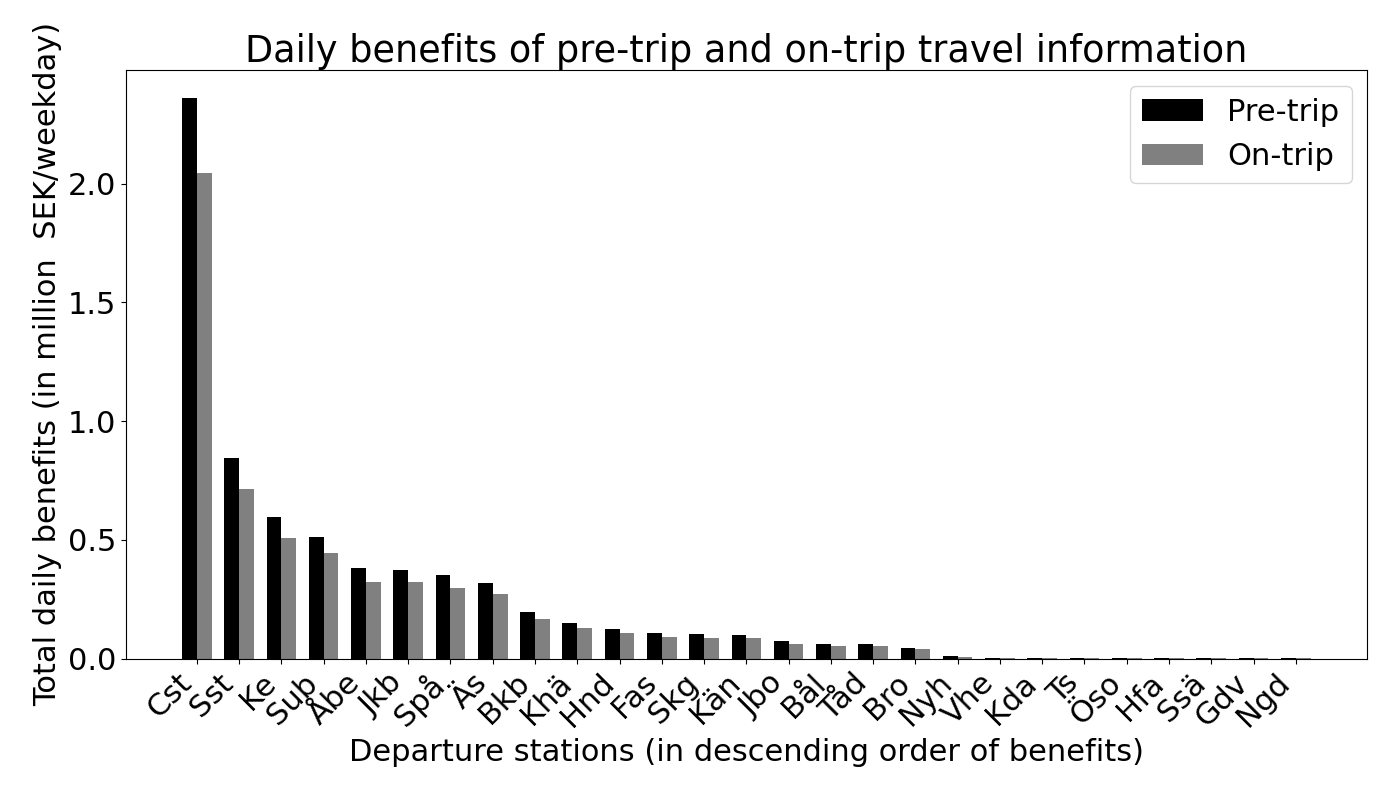 Daily benefits of pre-trip and on-trip travel information
Total daily benefits (in million  SEK/weekday)
2.0
1.5
1.0
0.5
0.0
Pre-trip
On-trip
Cst
Sst
Ke
Sub
Åbe
Jkb
Spå
Äs
Bkb
Khä
Hnd
Fas
Skg
Kän
Jbo
Bål
Tåd
Bro
Nyh
Vhe
Kda
Ts
Öso
Hfa
Ssä
Gdv
Ngd
Departure stations (in descending order of benefits)